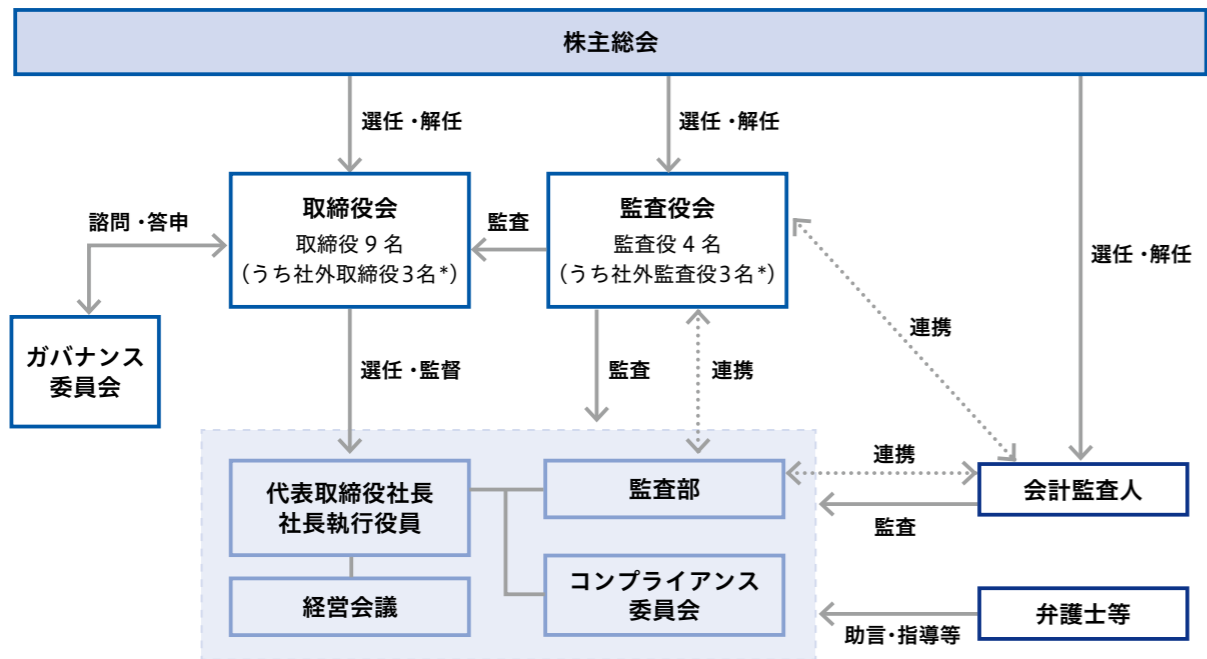 株主総会
選任・解任
選任・解任
選任・解任
取締役会
取締役9名
(うち社外取締役3名*)
監査
監査役会
監査役4名
(うち社外監査役3名*)
諮問・答申
ガバナンス
委員会
選任・監督
監査
連携
連携
代表取締役社長
社長執行役員
監査部
連携
会計監査人
監査
経営会議
コンプライアンス
委員会
弁護士等
助言・指導等